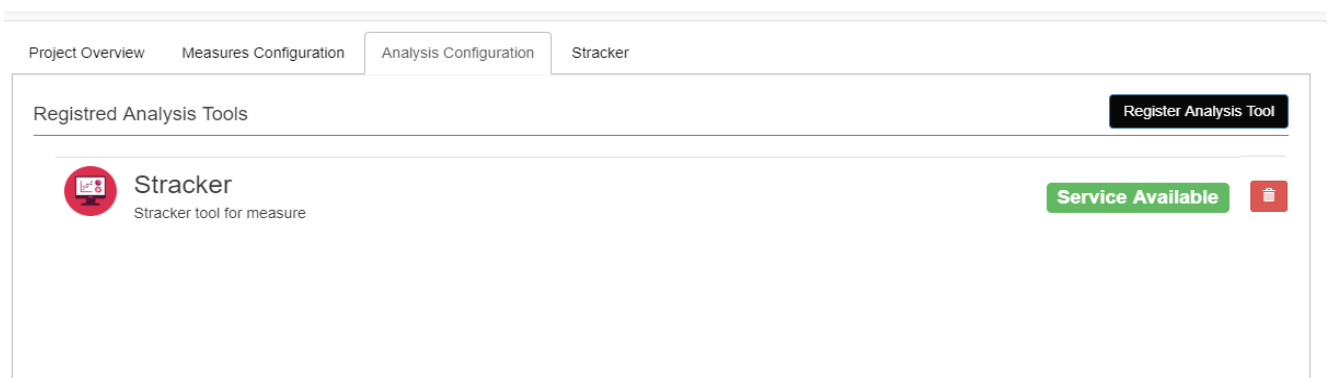 Project Overview Measures Configuration Analysis Configuration Stracker
Registred Analysis Tools Register Analysis Tool
Stracker
Stracker tool for measure
Service Available